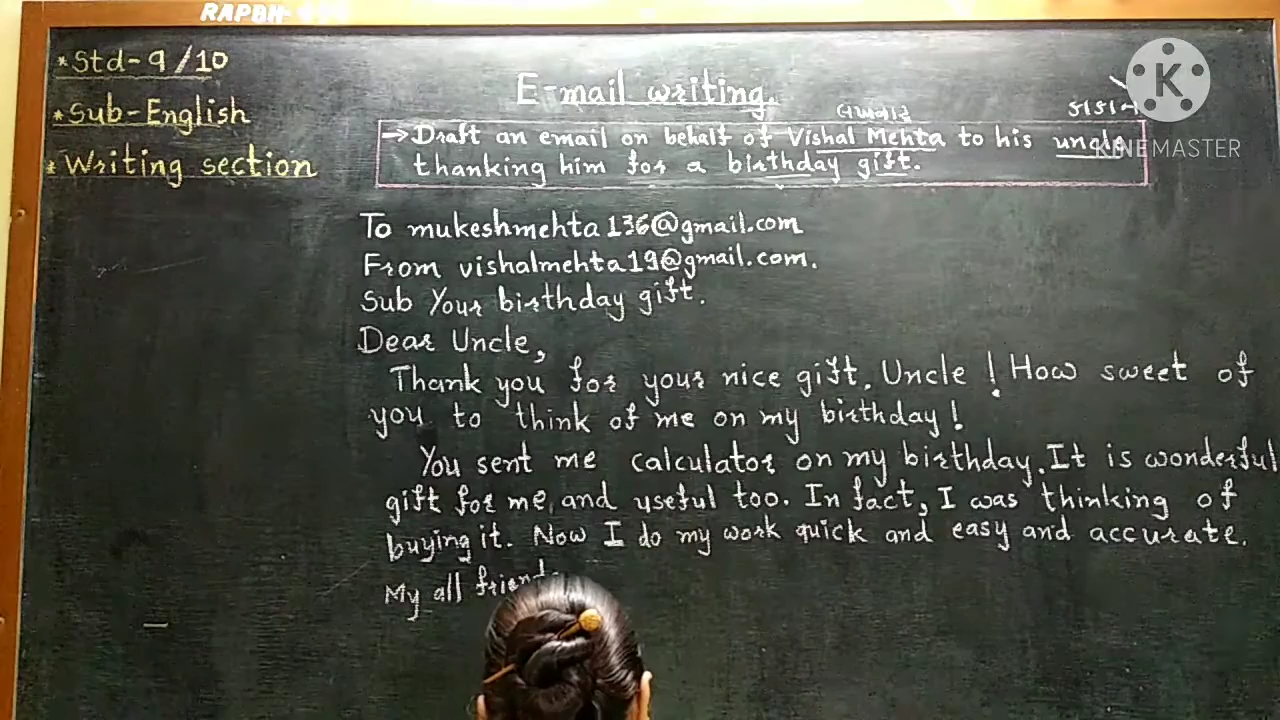 RAPBH-
*Std-9/10
*Sub-English
*Writing section
E-mail writing.
લખનાર
કાકાને
→Draft an email on behalf of Vishal Mehta to his uncle
thanking him for a birthday gift.
To mukeshmehta136@gmail.com
From vishalmehta19@gmail.com.
Sub Your birthday gift.
Dear Uncle,
Thank you for your nice gift. Uncle ! How sweet of
you to think of me on my birthday!
You sent me calculator on my birthday. It is wonderful
gift for me, and useful too. In fact, I was thinking of
buying it. Now I do my work quick and easy and accurate.
My all friend
K
KINEMASTER